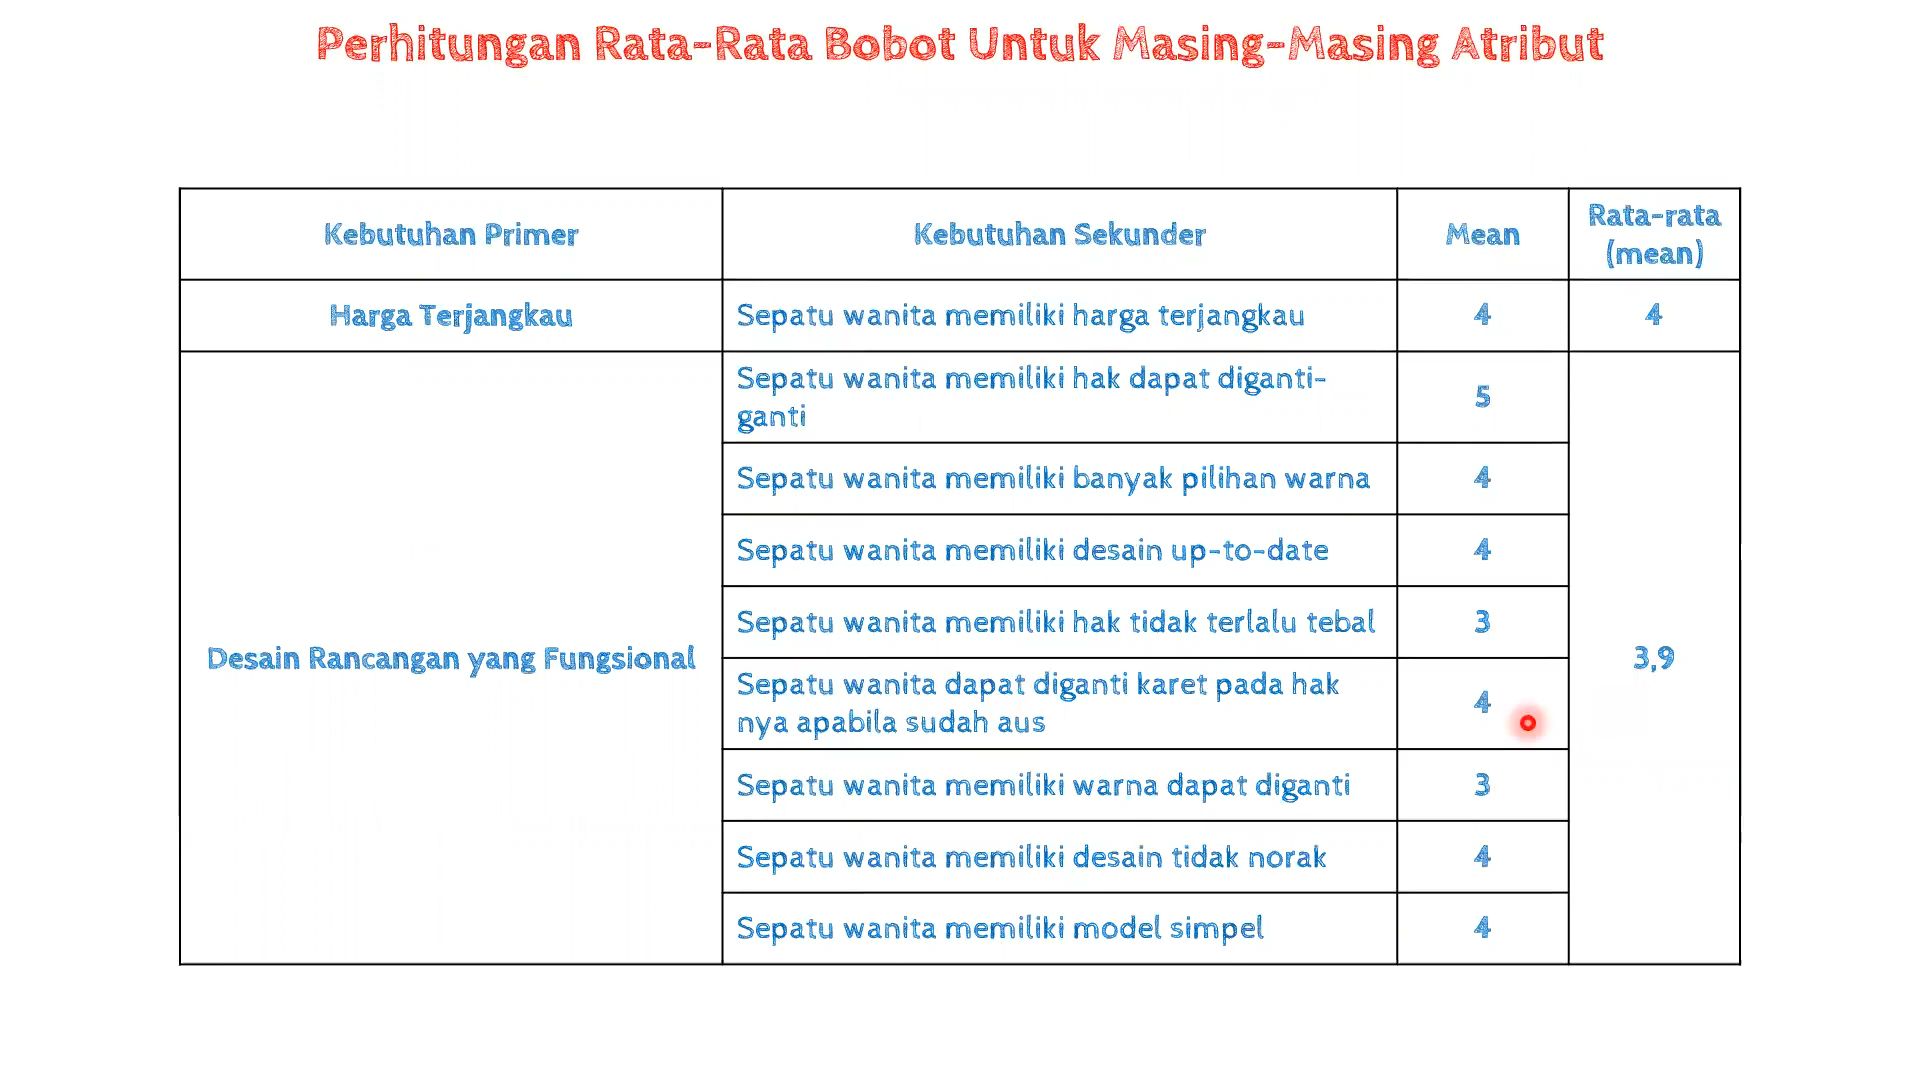 Perhitungan Rata-Rata Bobot Untuk Masing-Masing Atribut
Kebutuhan Primer
Kebutuhan Sekunder
Mean
Rata-rata
(mean)
Harga Terjangkau
Sepatu wanita memiliki harga terjangkau
4
4
Desain Rancangan yang Fungsional
Sepatu wanita memiliki hak dapat diganti-
ganti
5
Sepatu wanita memiliki banyak pilihan warna
4
Sepatu wanita memiliki desain up-to-date
4
Sepatu wanita memiliki hak tidak terlalu tebal
3
Sepatu wanita dapat diganti karet pada hak
nya apabila sudah aus
4
Sepatu wanita memiliki warna dapat diganti
3
Sepatu wanita memiliki desain tidak norak
4
Sepatu wanita memiliki model simpel
4
3,9